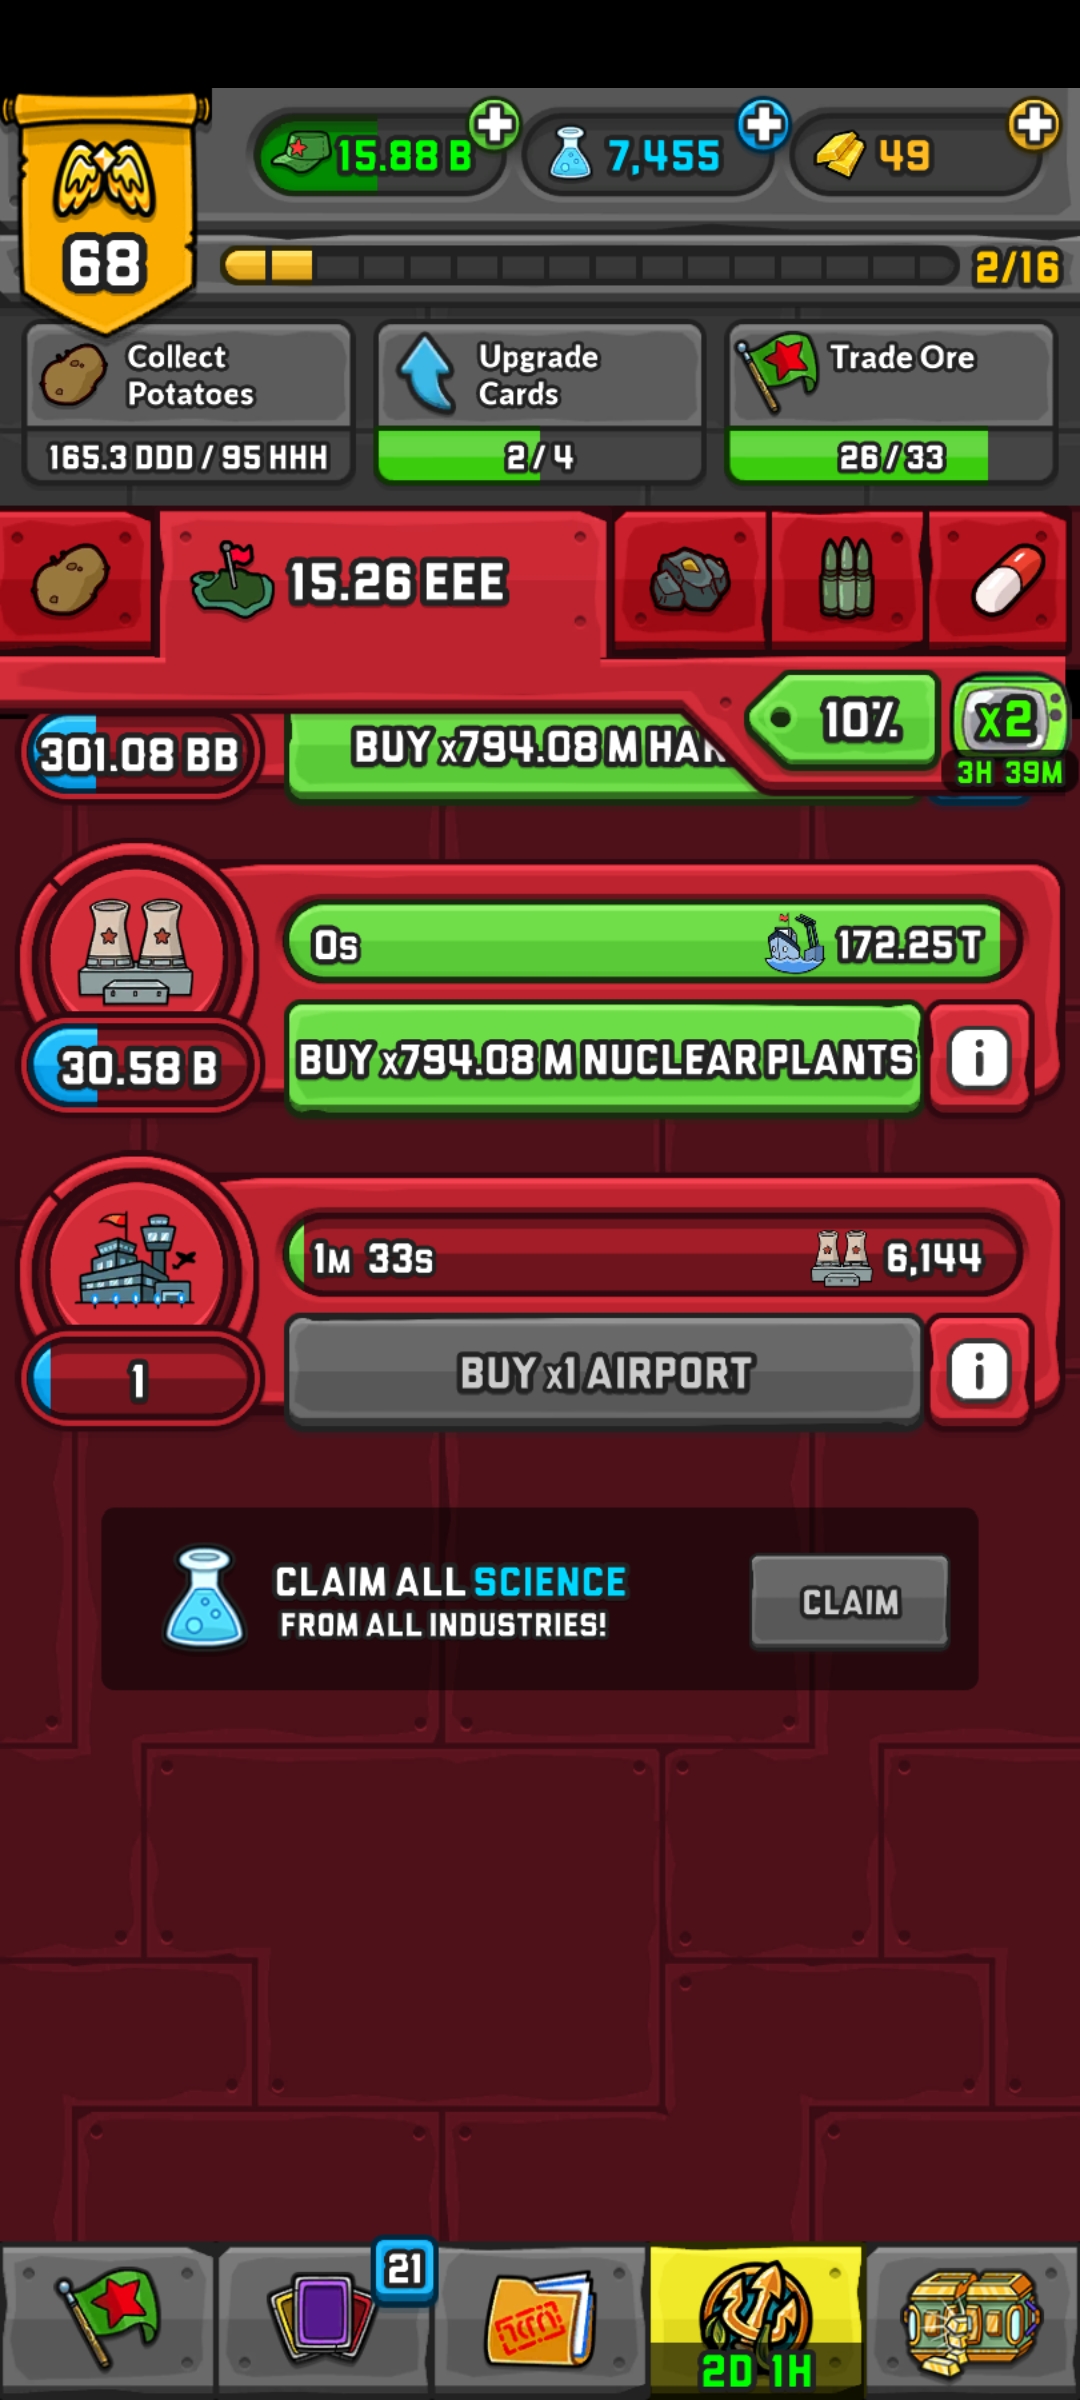 15.88 B
7,455
49
68
2/16
Collect
Potatoes
165.3 DDD / 95 HHH
Upgrade
Cards
2/4
Trade Ore
26/33
15.26 EEE
10%
x2
3H 39M
301.08 BB
BUY x794.08 M HAR
0s
172.25 T
30.58 B
BUY x794.08 M NUCLEAR PLANTS
i
1M 33s
6,144
1
BUY x1 AIRPORT
i
CLAIM ALL SCIENCE
FROM ALL INDUSTRIES!
CLAIM
21
2D 1H